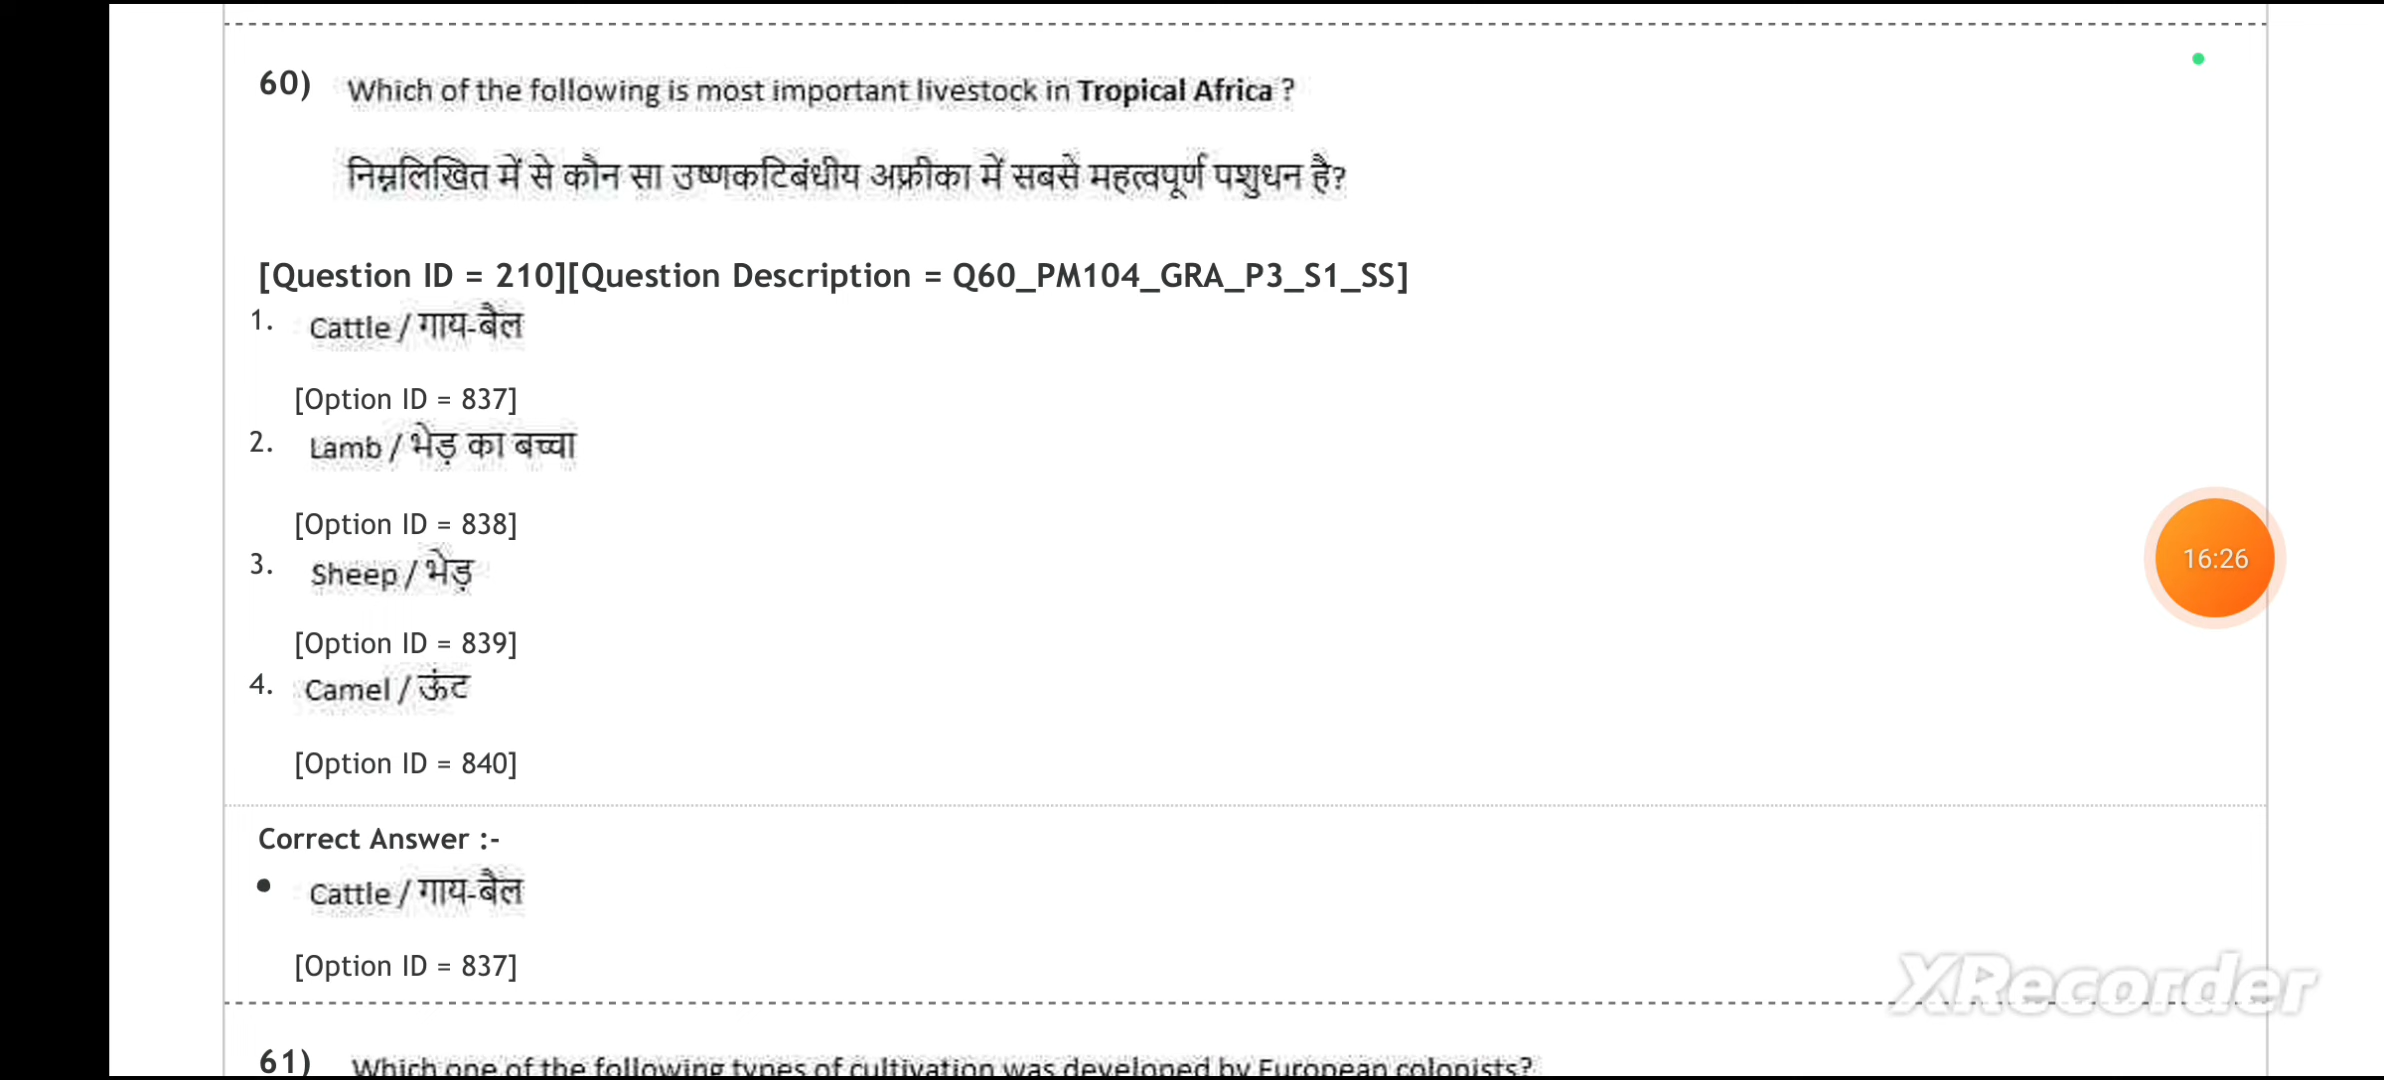 60) Which of the following is most important livestock in Tropical Africa ?
निम्नलिखित में से कौन सा उष्णकटिबंधीय अफ्रीका में सबसे महत्वपूर्ण पशुधन है?
[Question ID = 210][Question Description = Q60_PM104_GRA_P3_S1_SS]
1. Cattle / गाय-बैल
[Option ID = 837]
2. Lamb / भेड़ का बच्चा
[Option ID = 838]
3. Sheep / भेड़
16:26
[Option ID = 839]
4. Camel / ऊंट
[Option ID = 840]
Correct Answer :-
• Cattle / गाय-बैल
[Option ID = 837]
XRecorder
61) Which one of the following types of cultivation was developed by European colonists?